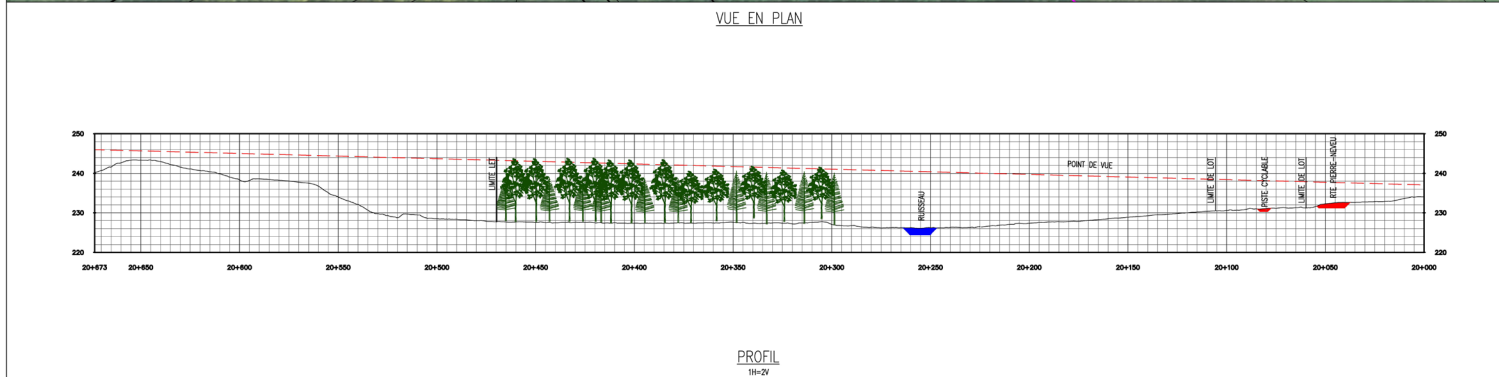 VUE EN PLAN
250 250
240 240
230 230
220 220
LIMITE LET
RUISSEAU
POINT DE VUE
LIMITE DE LOT
PISTE CYCLABLE
LIMITE DE LOT
RTE PIERRE-NEVEU
20+673 20+650 20+600 20+550 20+500 20+450 20+400 20+350 20+300 20+250 20+200 20+150 20+100 20+050 20+000
PROFIL
1H=2V